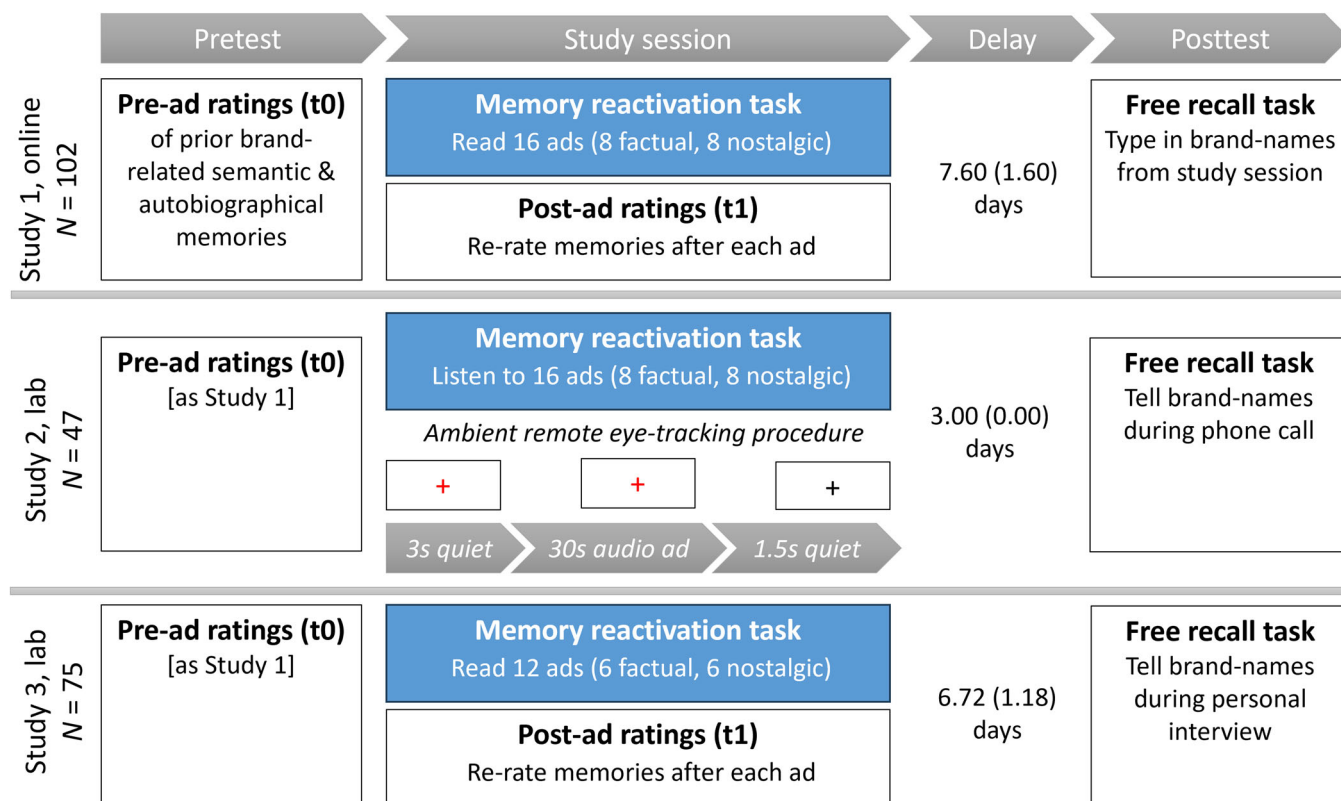 Pretest
Study session
Delay
Posttest
Study 1, online
N = 102
Pre-ad ratings (t0)
of prior brand-
related semantic &
autobiographical
memories
Memory reactivation task
Read 16 ads (8 factual, 8 nostalgic)
Post-ad ratings (t1)
Re-rate memories after each ad
7.60 (1.60)
days
Free recall task
Type in brand-names
from study session
Study 2, lab
N = 47
Pre-ad ratings (t0)
[as Study 1]
Memory reactivation task
Listen to 16 ads (8 factual, 8 nostalgic)
Ambient remote eye-tracking procedure
+
+
+
3s quiet
30s audio ad
1.5s quiet
3.00 (0.00)
days
Free recall task
Tell brand-names
during phone call
Study 3, lab
N = 75
Pre-ad ratings (t0)
[as Study 1]
Memory reactivation task
Read 12 ads (6 factual, 6 nostalgic)
Post-ad ratings (t1)
Re-rate memories after each ad
6.72 (1.18)
days
Free recall task
Tell brand-names
during personal
interview